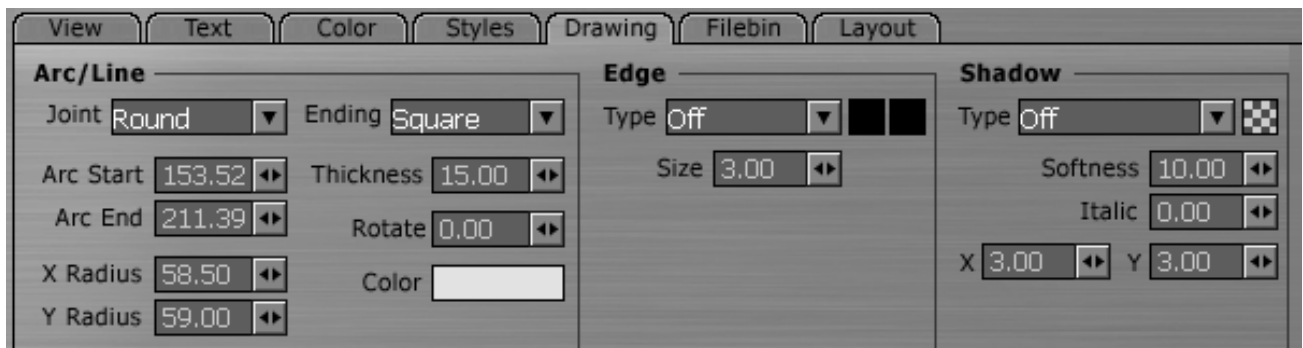 View Text Color Styles Drawing Filebin Layout
Arc/Line Edge Shadow
Joint Round Ending Square Type Off Type Off
Arc Start 153.52 Thickness 15.00 Size 3.00 Softness 10.00
Arc End 211.39 Rotate 0.00 Italic 0.00
X Radius 58.50 Color X 3.00 Y 3.00
Y Radius 59.00